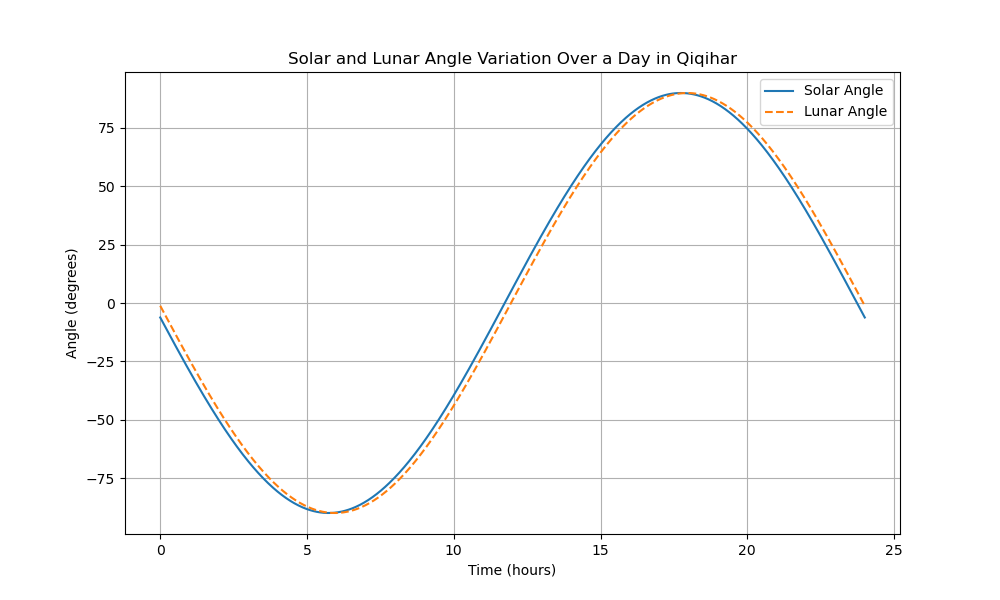 Solar and Lunar Angle Variation Over a Day in Qiqihar
Solar Angle
Lunar Angle
Angle (degrees)
75
50
25
0
−25
−50
−75
0 5 10 15 20 25
Time (hours)